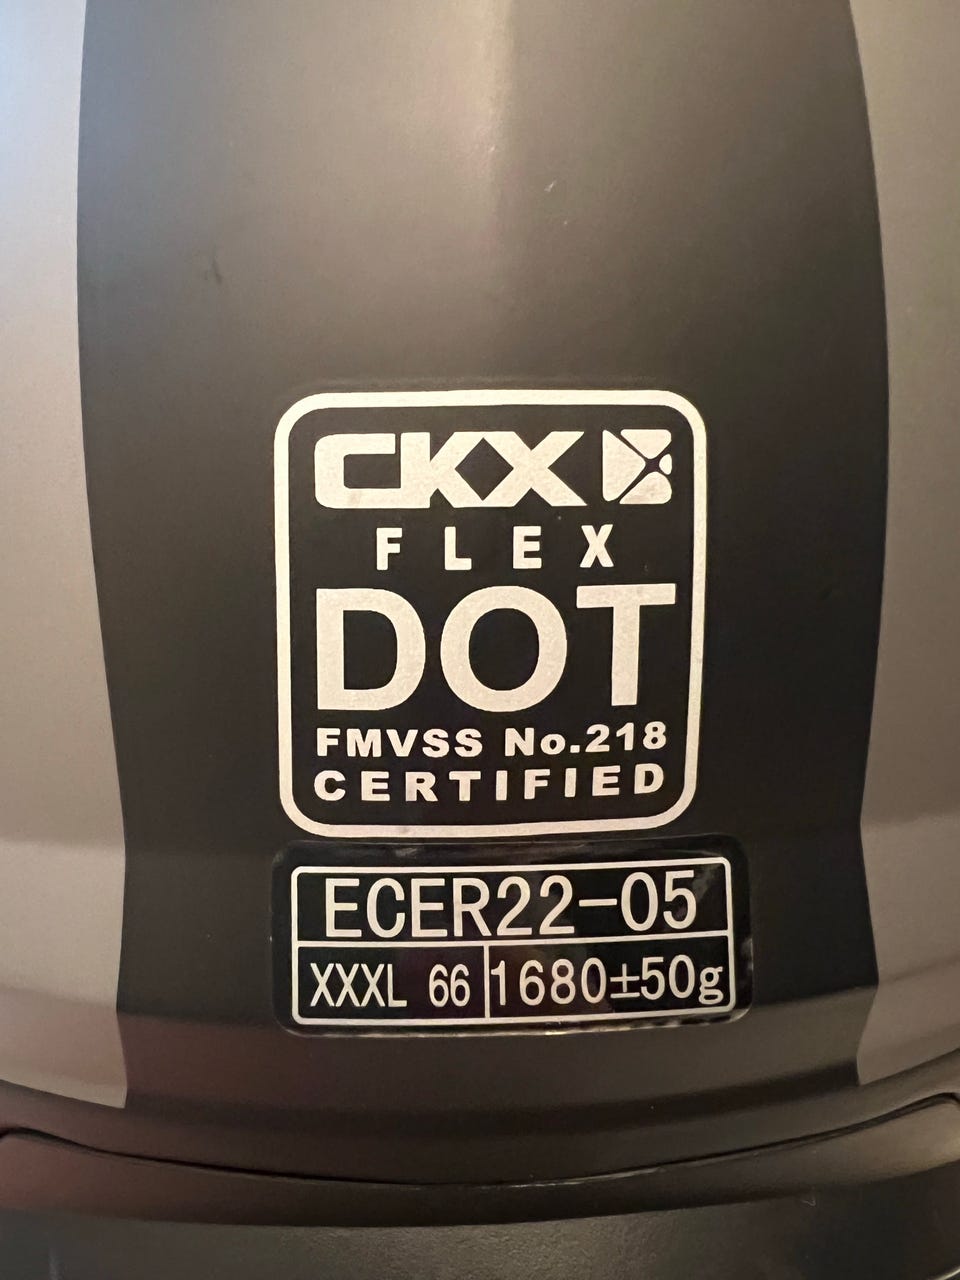 CKX
FLEX
DOT
FMVSS No.218
CERTIFIED
ECER22-05
XXXL 66 1680±50g